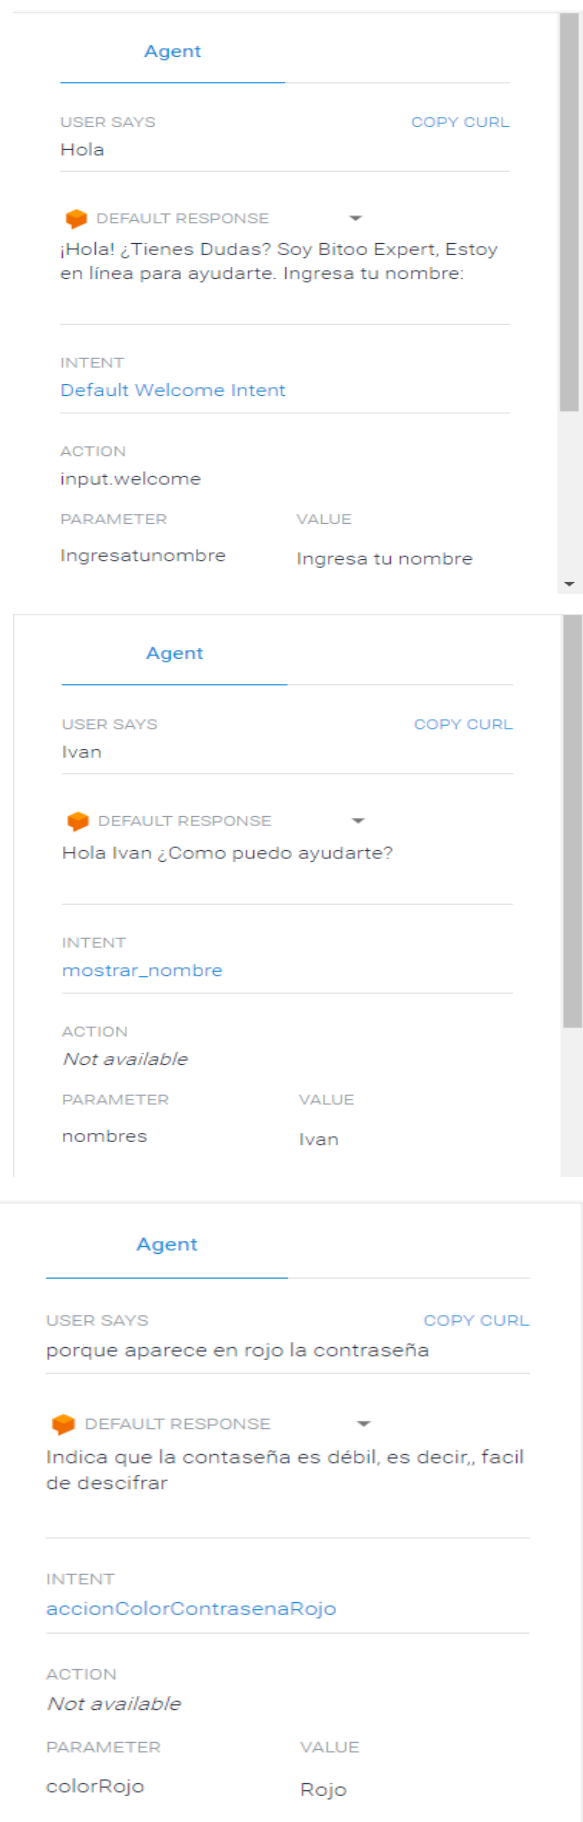 Agent
USER SAYS COPY CURL
Hola
DEFAULT RESPONSE
¡Hola! ¿Tienes Dudas? Soy Bitoo Expert, Estoy
en línea para ayudarte. Ingresa tu nombre:
INTENT
Default Welcome Intent
ACTION
input.welcome
PARAMETER VALUE
Ingresatunombre Ingresa tu nombre
Agent
USER SAYS COPY CURL
Ivan
DEFAULT RESPONSE
Hola Ivan ¿Como puedo ayudarte?
INTENT
mostrar_nombre
ACTION
Not available
PARAMETER VALUE
nombres Ivan
Agent
USER SAYS COPY CURL
porque aparece en rojo la contraseña
DEFAULT RESPONSE
Indica que la contaseña es débil, es decir,, facil
de descifrar
INTENT
accionColorContrasenaRojo
ACTION
Not available
PARAMETER VALUE
colorRojo Rojo